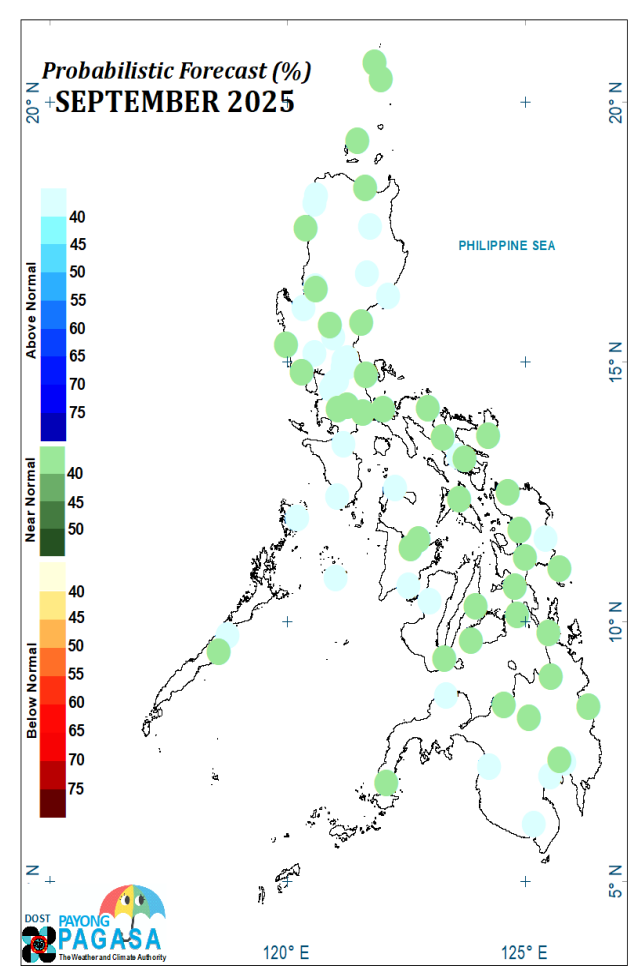 Probabilistic Forecast (%)
SEPTEMBER 2025
20° N
20° N
PHILIPPINE SEA
Above Normal
40
45
50
55
60
65
70
75
15° N
Near Normal
40
45
50
Below Normal
40
45
50
55
60
65
70
75
10° N
N
5° N
DOST
PAYONG
PAGASA
The Weather and Climate Authority
120° E
125° E